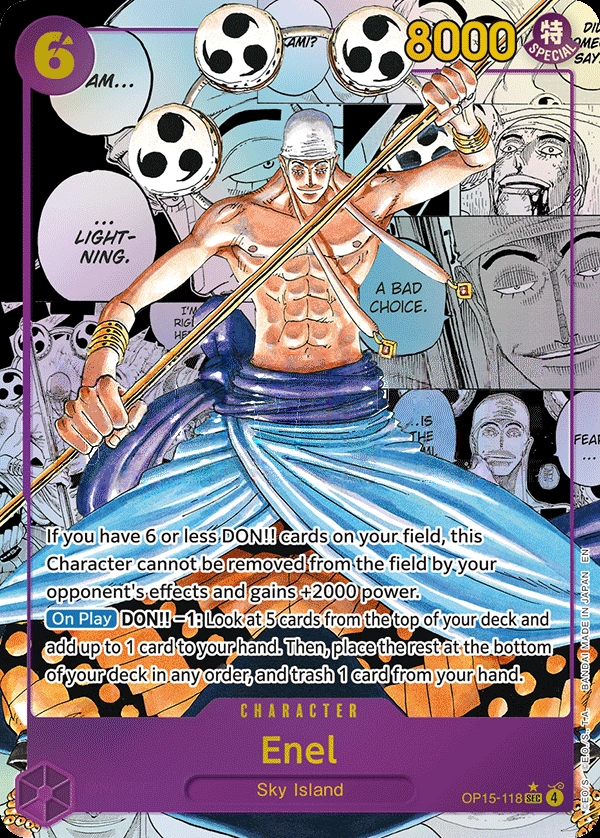 6
8000
特
SPECIAL
AM...
KAMI?
...
LIGHT-
NING.
A BAD
CHOICE.
...IS
THE
FEAR
...
If you have 6 or less DON!! cards on your field, this
Character cannot be removed from the field by your
opponent's effects and gains +2000 power.
On Play DON!! −1: Look at 5 cards from the top of your deck and
add up to 1 card to your hand. Then, place the rest at the bottom
of your deck in any order, and trash 1 card from your hand.
CHARACTER
Enel
Sky Island
OP15-118 SEC 4
BANDAI MADE IN JAPAN EN